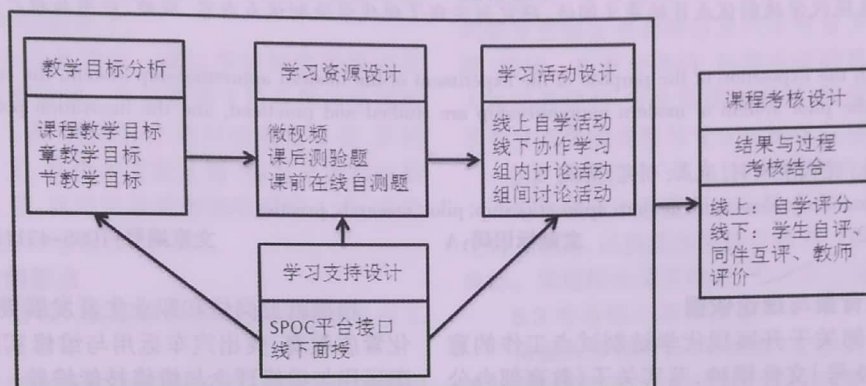 教学目标分析
课程教学目标
章教学目标
节教学目标
学习资源设计
微视频
课后测验题
课前在线自测题
学习活动设计
线上自学活动
线下协作学习
组内讨论活动
组间讨论活动
学习支持设计
SPOC平台接口
线下面授
课程考核设计
结果与过程
考核结合
线上：自学评分
线下：学生自评、
同伴互评、教师
评价